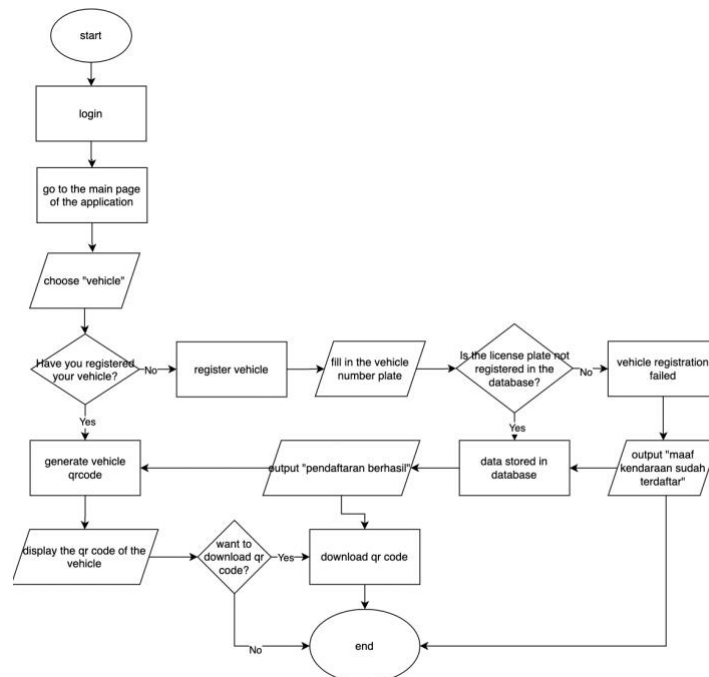 start
login
go to the main page
of the application
choose "vehicle"
Have you registered
your vehicle?
No
register vehicle
fill in the vehicle
number plate
Is the license plate not
registered in the
database?
No
vehicle registration
failed
Yes
Yes
generate vehicle
qrcode
output "pendaftaran berhasil"
data stored in
database
output "maaf
kendaraan sudah
terdaftar"
display the qr code of the
vehicle
want to
download qr
code?
Yes
download qr code
No
end